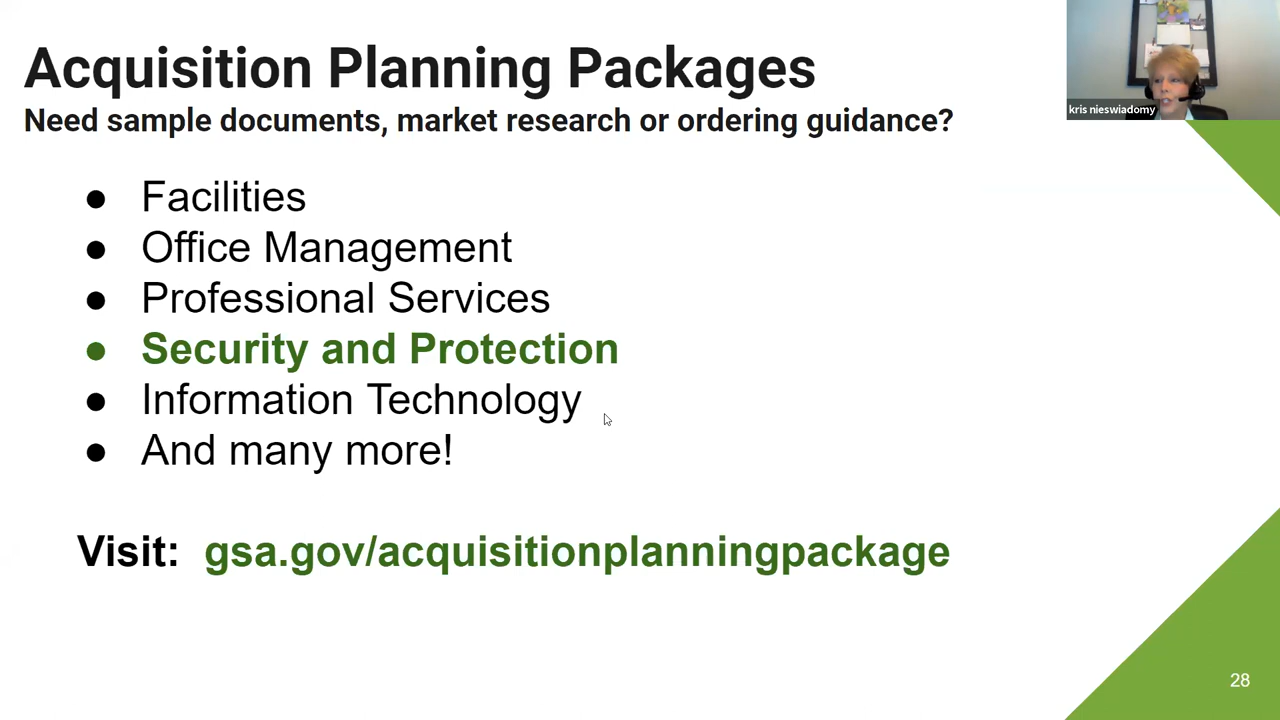 Acquisition Planning Packages
Need sample documents, market research or ordering guidance?
kris nieswiadomy
● Facilities
● Office Management
● Professional Services
● Security and Protection
● Information Technology
● And many more!
Visit: gsa.gov/acquisitionplanningpackage
28